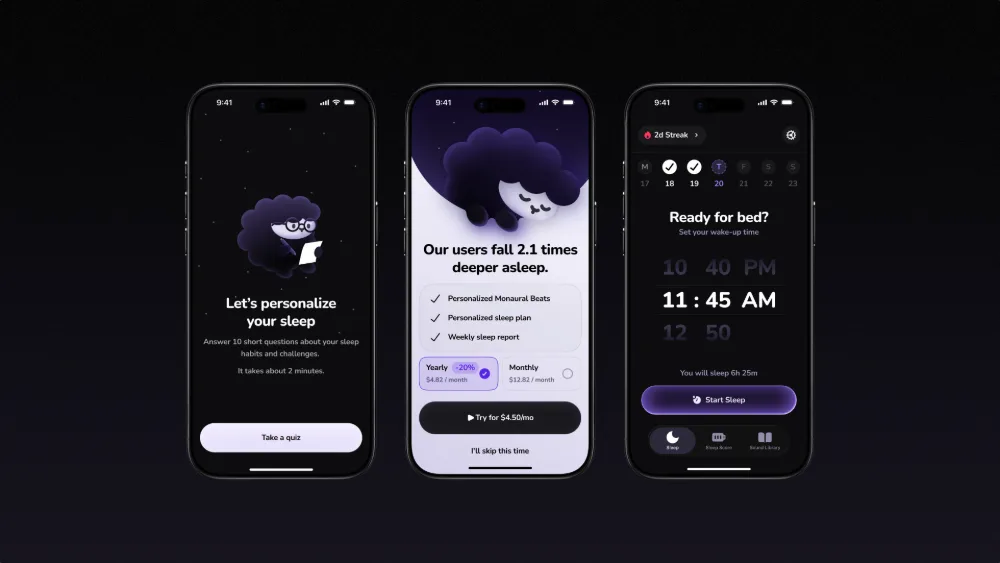 9:41
Let's personalize
your sleep
Answer 10 short questions about your sleep
habits and challenges.
It takes about 2 minutes.
Take a quiz
9:41
Our users fall 2.1 times
deeper asleep.
Personalized Monaural Beats
Personalized sleep plan
Weekly sleep report
Yearly -20%
$4.82 / month
Monthly
$12.82 / month
Try for $4.50/mo
I'll skip this time
9:41
2d Streak
M T F S S
17 18 19 20 21 22 23
Ready for bed?
Set your wake-up time
10 40 PM
11 : 45 AM
12 50
You will sleep 6h 25m
Start Sleep
Sleep Sleep Score Sound Library